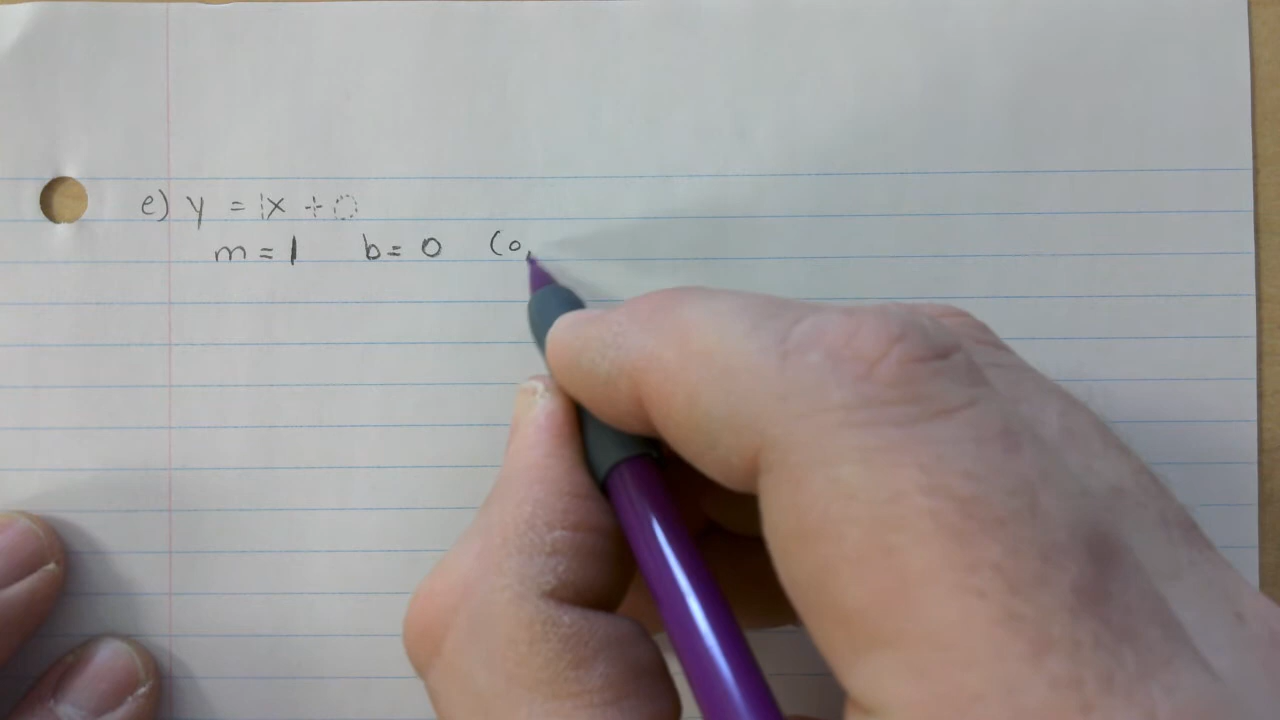 e) y = 1x + 0
m = 1 b = 0 (0,